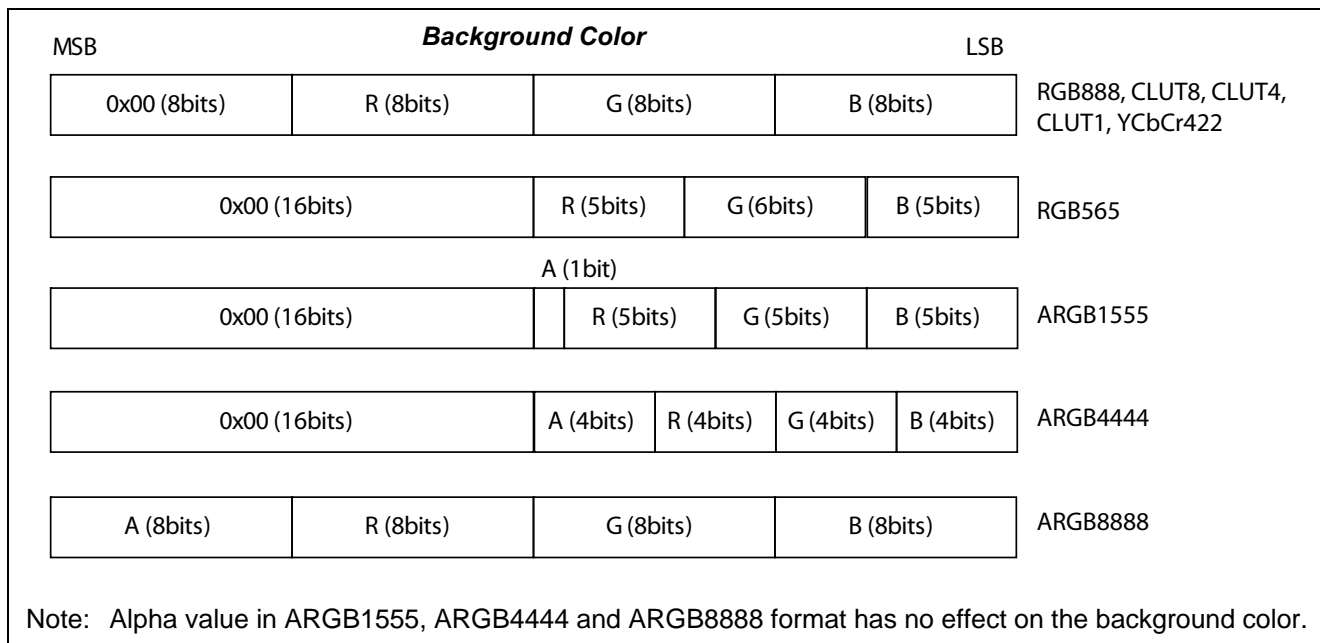 Background Color
MSB LSB
0x00 (8bits) R (8bits) G (8bits) B (8bits) RGB888, CLUT8, CLUT4,
CLUT1, YCbCr422
0x00 (16bits) R (5bits) G (6bits) B (5bits) RGB565
A (1bit)
0x00 (16bits) R (5bits) G (5bits) B (5bits) ARGB1555
0x00 (16bits) A (4bits) R (4bits) G (4bits) B (4bits) ARGB4444
A (8bits) R (8bits) G (8bits) B (8bits) ARGB8888
Note: Alpha value in ARGB1555, ARGB4444 and ARGB8888 format has no effect on the background color.